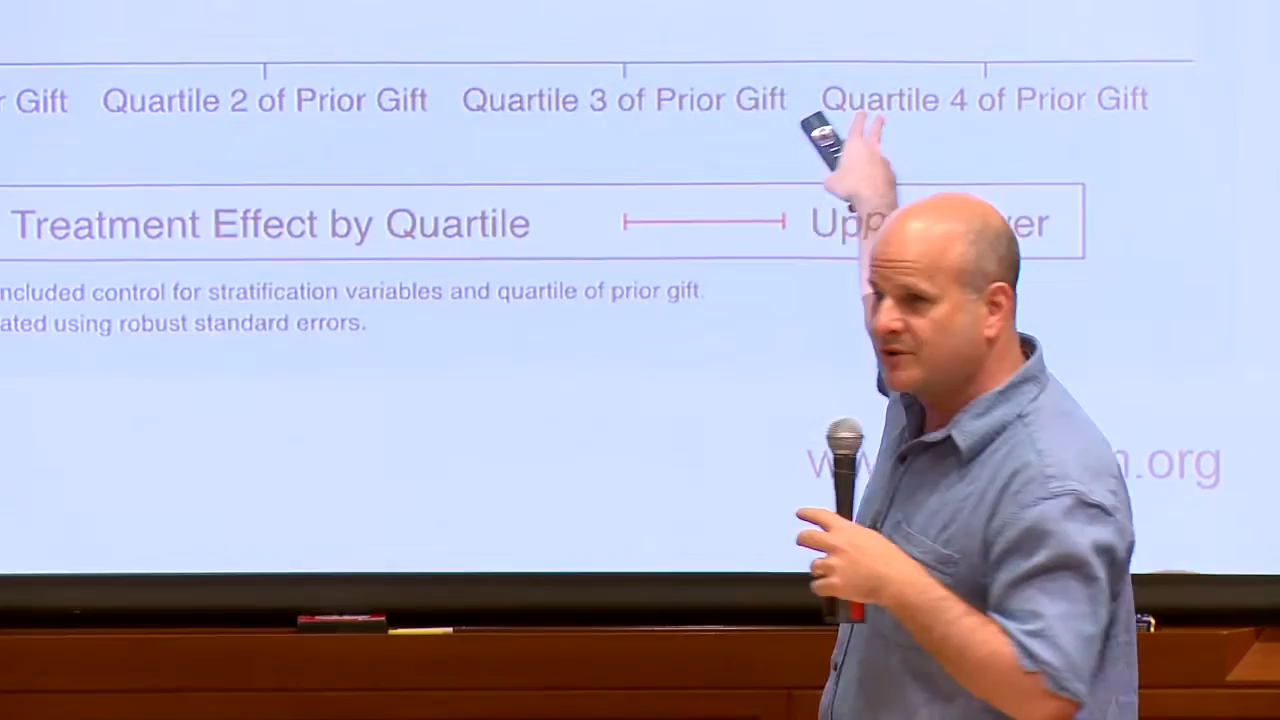 r Gift Quartile 2 of Prior Gift Quartile 3 of Prior Gift Quartile 4 of Prior Gift
Treatment Effect by Quartile
ncluded control for stratification variables and quartile of prior gift.
ated using robust standard errors.
.org